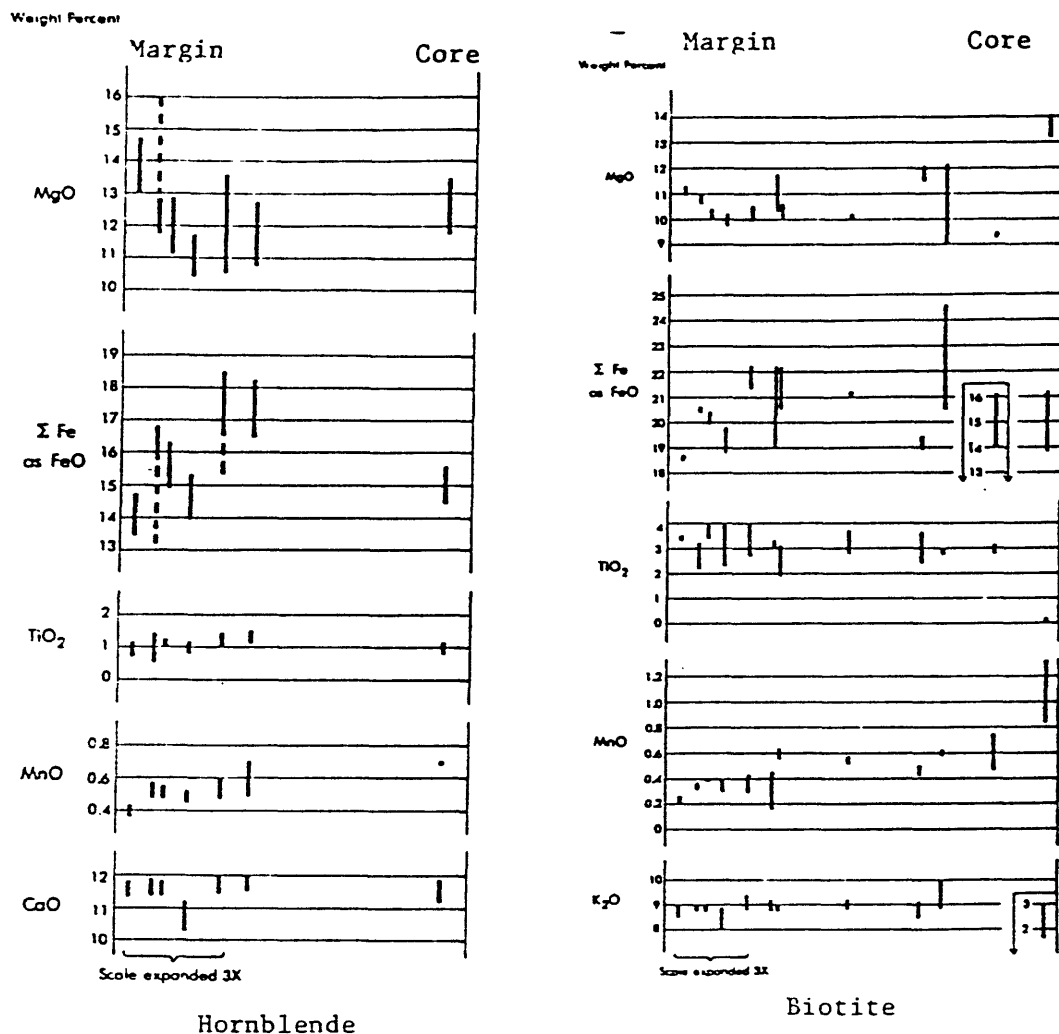 Weight Percent
Margin Core
16
15
14
MgO 13
12
11
10
19
18
17
Σ Fe 16
as FeO 15
14
13
2
TiO2 1
0
0.8
MnO 0.6
0.4
12
CaO 11
10
Scale expanded 3X
Hornblende
Margin Core
Weight Percent
14
13
MgO 12
11
10
9
25
24
23
Σ Fe 22
as FeO 21 16
20 15
19 14
18 13
4
3
TiO2 2
1
0
1.2
1.0
0.8
MnO 0.6
0.4
0.2
0
10
K2O 9 3
8 2
Scale expanded 3X
Biotite